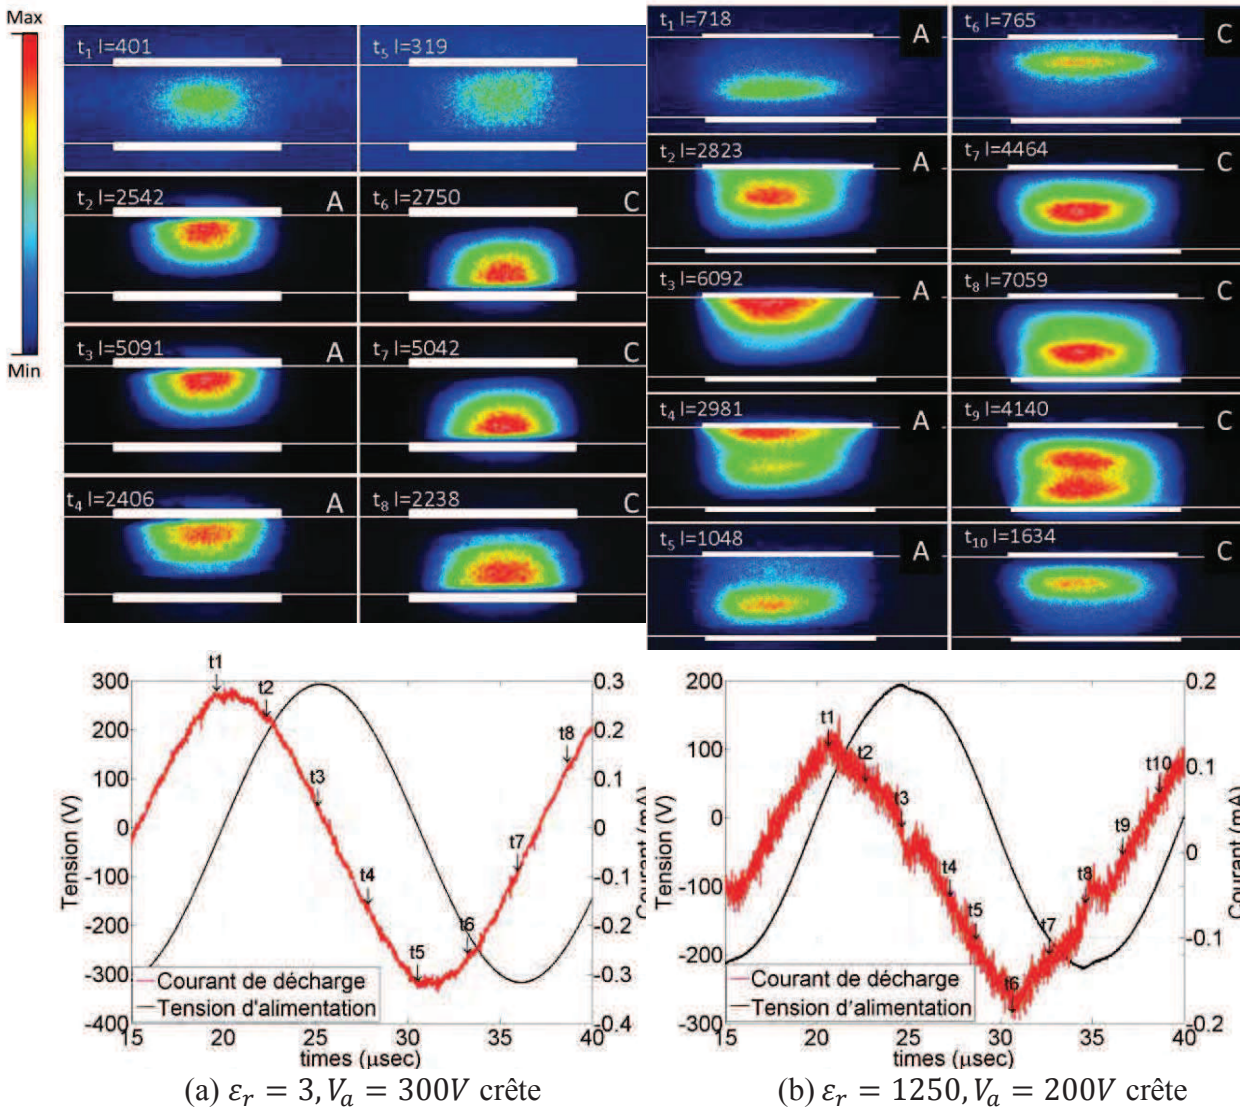 Max
Min
t₁ I=401
t₅ I=319
t₂ I=2542 A
t₆ I=2750 C
t₃ I=5091 A
t₇ I=5042 C
t₄ I=2406 A
t₈ I=2238 C
t₁ I=718 A
t₆ I=765 C
t₂ I=2823 A
t₇ I=4464 C
t₃ I=6092 A
t₈ I=7059 C
t₄ I=2981 A
t₉ I=4140 C
t₅ I=1048 A
t₁₀ I=1634 C
300
200
100
0
-100
-200
-300
-400
Tension (V)
t1
t2
t3
t4
t5
t6
t7
t8
0.3
0.2
0.1
0
0.1
0.2
0.3
0.4
Courant (mA)
Courant de décharge
Tension d'alimentation
15 20 25 30 35 40
times (μsec)
(a) εr = 3, Va = 300V crête
200
100
0
-100
-200
-300
Tension (V)
t1
t2
t3
t4
t5
t6
t7
t8
t9
t10
0.2
0.1
0
-0.1
-0.2
Courant (mA)
Courant de décharge
Tension d'alimentation
15 20 25 30 35 40
times (μsec)
(b) εr = 1250, Va = 200V crête